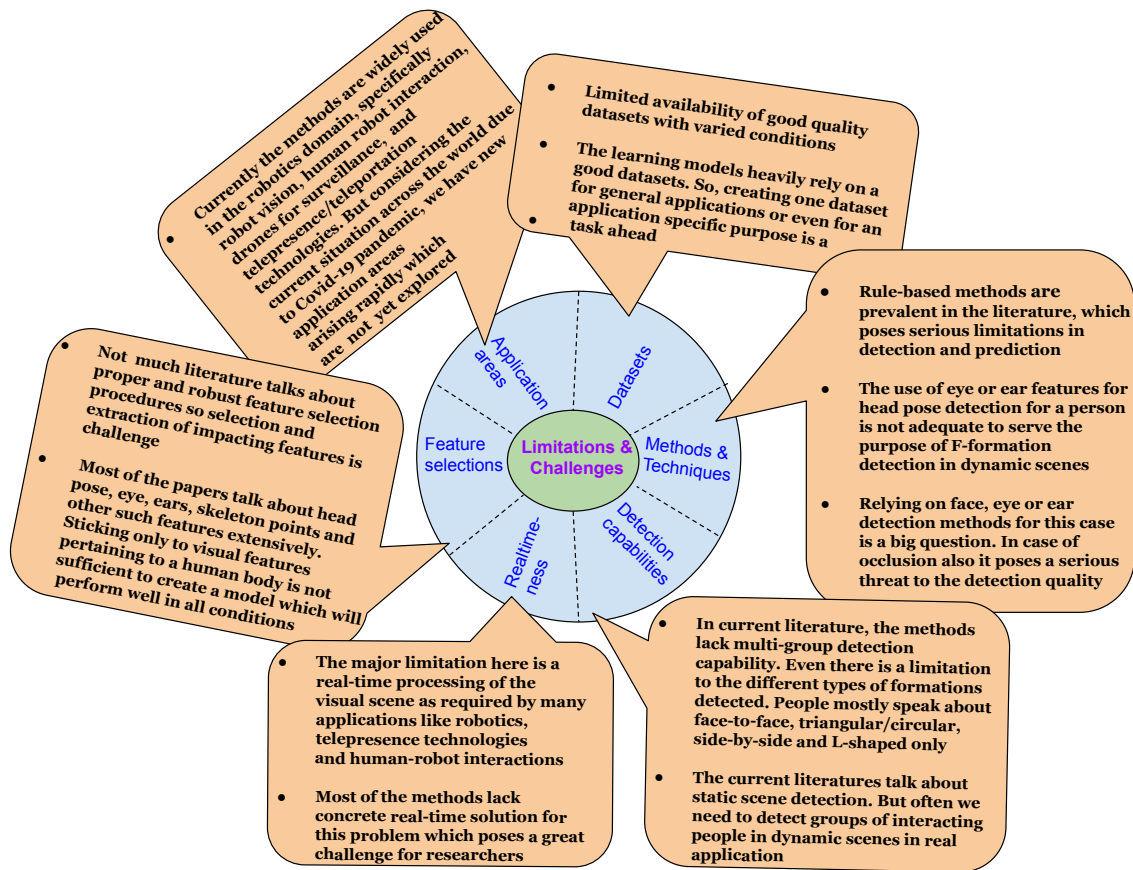 • Currently the methods are widely used
in the robotics domain, specifically
robot vision, human robot interaction,
drones for surveillance, and
telepresence/teleportation
technologies. But considering the
current situation across the world due
to Covid-19 pandemic, we have new
application areas
arising rapidly which
are not yet explored
• Limited availability of good quality
datasets with varied conditions
• The learning models heavily rely on a
good datasets. So, creating one dataset
for general applications or even for an
• application specific purpose is a
task ahead
• Rule-based methods are
prevalent in the literature, which
poses serious limitations in
detection and prediction
• The use of eye or ear features for
head pose detection for a person
is not adequate to serve the
purpose of F-formation
detection in dynamic scenes
• Relying on face, eye or ear
detection methods for this case
is a big question. In case of
occlusion also it poses a serious
threat to the detection quality
• Not much literature talks about
proper and robust feature selection
procedures so selection and
extraction of impacting features is
challenge
• Most of the papers talk about head
pose, eye, ears, skeleton points and
other such features extensively.
Sticking only to visual features
pertaining to a human body is not
sufficient to create a model which will
perform well in all conditions
Application
areas
Datasets
Feature
selections
Limitations &
Challenges
Methods &
Techniques
Realtime-
ness
Detection
capabilities
• The major limitation here is a
real-time processing of the
visual scene as required by many
applications like robotics,
telepresence technologies
and human-robot interactions
• Most of the methods lack
concrete real-time solution for
this problem which poses a great
challenge for researchers
• In current literature, the methods
lack multi-group detection
capability. Even there is a limitation
to the different types of formations
detected. People mostly speak about
face-to-face, triangular/circular,
side-by-side and L-shaped only
• The current literatures talk about
static scene detection. But often we
need to detect groups of interacting
people in dynamic scenes in real
application